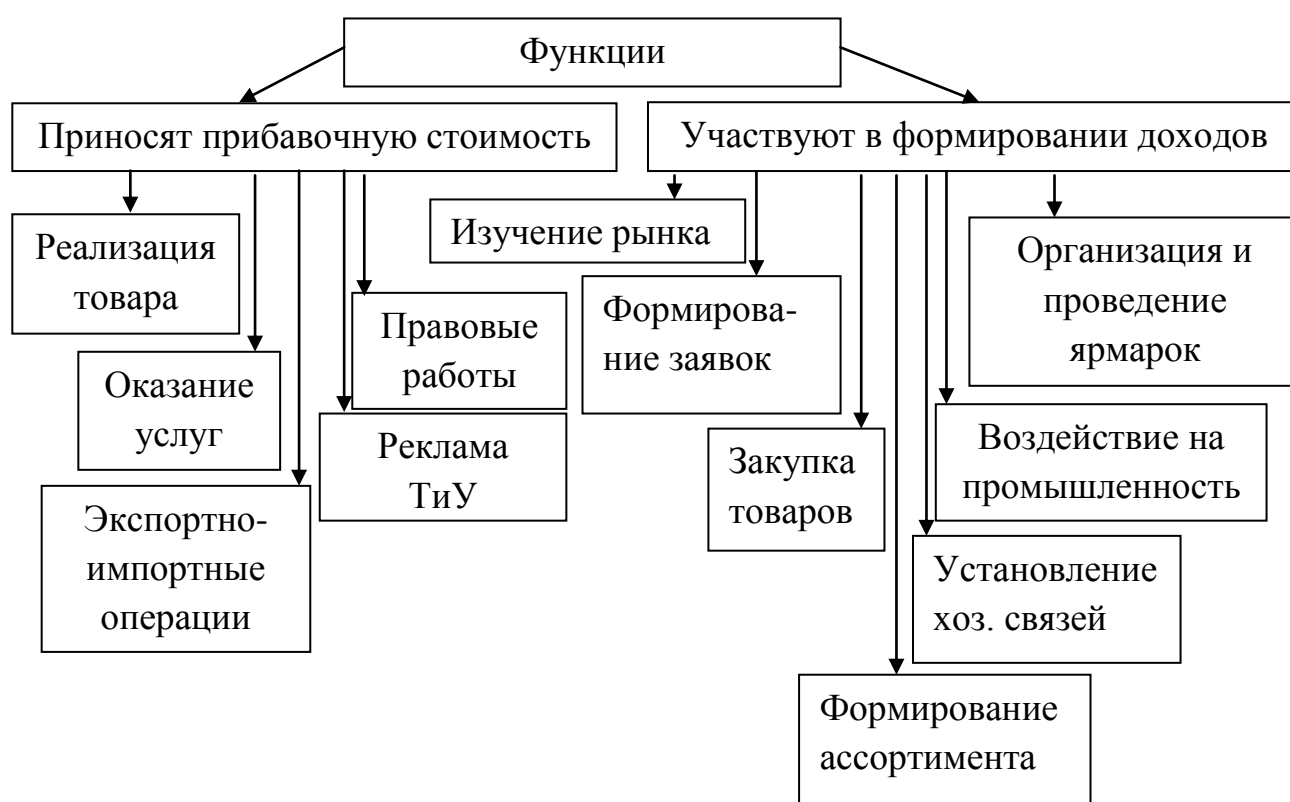 Функции
Приносят прибавочную стоимость
Участвуют в формировании доходов
Реализация
товара
Оказание
услуг
Экспортно-
импортные
операции
Правовые
работы
Реклама
ТиУ
Изучение рынка
Формирова-
ние заявок
Закупка
товаров
Формирование
ассортимента
Установление
хоз. связей
Воздействие на
промышленность
Организация и
проведение
ярмарок